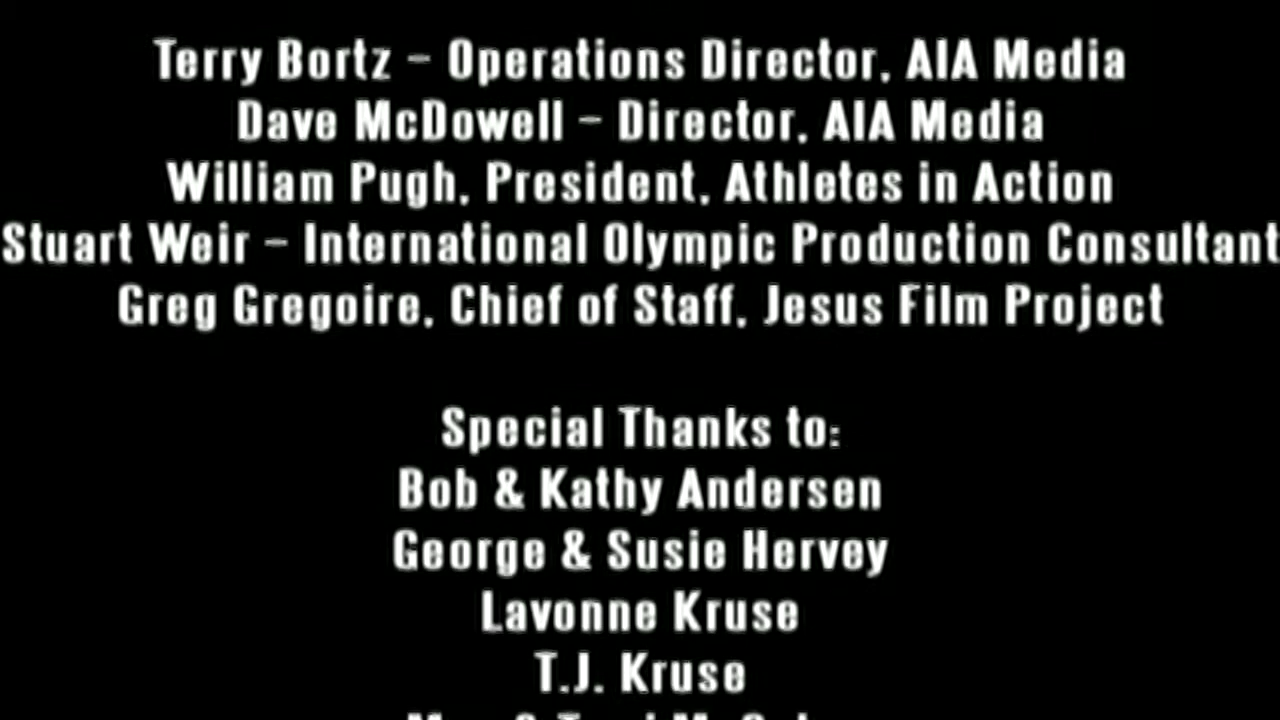 Terry Bortz – Operations Director, AIA Media
Dave McDowell – Director, AIA Media
William Pugh, President, Athletes in Action
Stuart Weir – International Olympic Production Consultant
Greg Gregoire, Chief of Staff, Jesus Film Project
Special Thanks to:
Bob & Kathy Andersen
George & Susie Hervey
Lavonne Kruse
T.J. Kruse